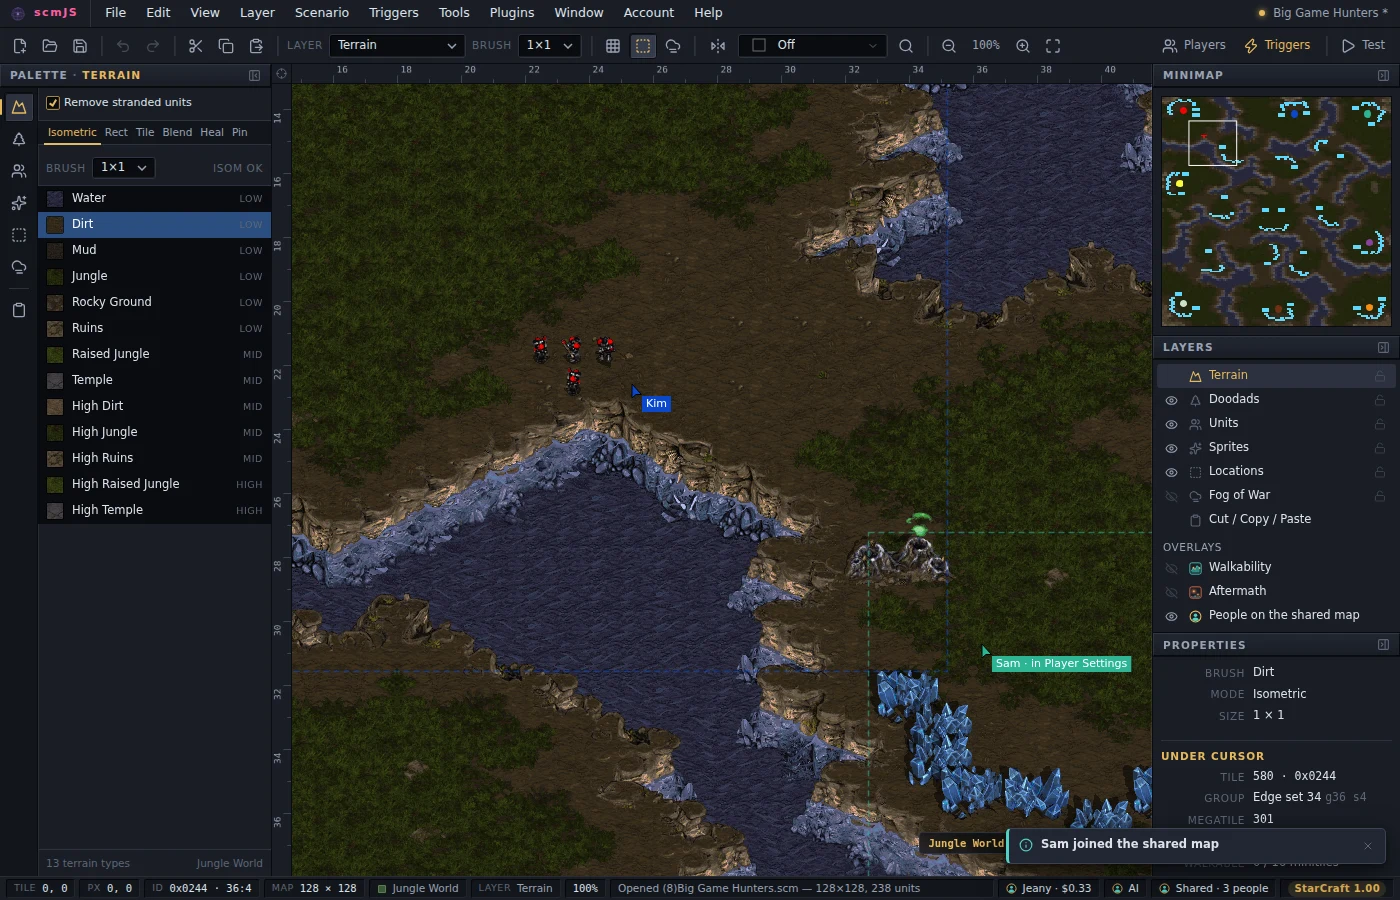 scmJS File Edit View Layer Scenario Triggers Tools Plugins Window Account Help Big Game Hunters *
LAYER Terrain BRUSH 1×1 Off 100% Players Triggers Test
PALETTE · TERRAIN
Remove stranded units
Isometric Rect Tile Blend Heal Pin
BRUSH 1×1 ISOM OK
Water LOW
Dirt LOW
Mud LOW
Jungle LOW
Rocky Ground LOW
Ruins LOW
Raised Jungle MID
Temple MID
High Dirt MID
High Jungle MID
High Ruins MID
High Raised Jungle HIGH
High Temple HIGH
13 terrain types Jungle World
16 18 20 22 24 26 28 30 32 34 36 38 40
14
16
18
20
22
24
26
28
30
32
34
36
Kim
Sam · in Player Settings
Jungle World
MINIMAP
LAYERS
Terrain
Doodads
Units
Sprites
Locations
Fog of War
Cut / Copy / Paste
OVERLAYS
Walkability
Aftermath
People on the shared map
PROPERTIES
BRUSH Dirt
MODE Isometric
SIZE 1 × 1
UNDER CURSOR
TILE 580 · 0x0244
GROUP Edge set 34 g36 s4
MEGATILE 301
Sam joined the shared map
TILE 0, 0 PX 0, 0 ID 0x0244 · 36:4 MAP 128 × 128 Jungle World LAYER Terrain 100% Opened (8)Big Game Hunters.scm — 128×128, 238 units Jeany · $0.33 AI Shared · 3 people StarCraft 1.00